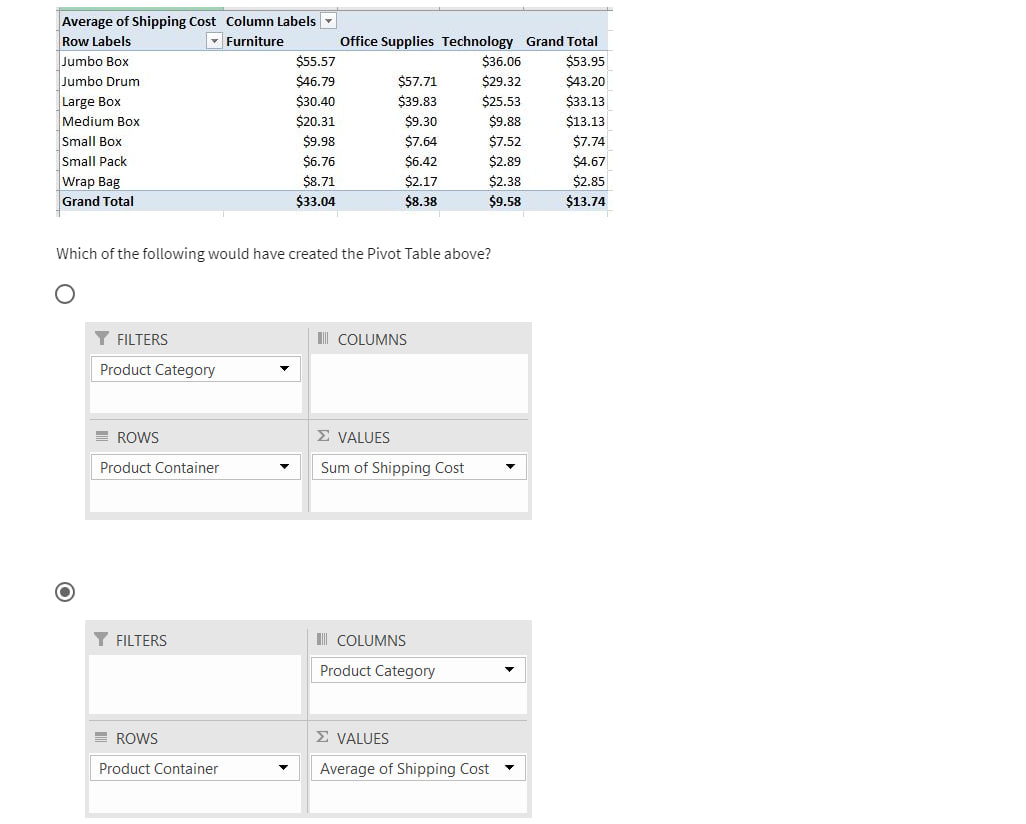 Average of Shipping Cost Column Labels
Row Labels Furniture Office Supplies Technology Grand Total
Jumbo Box $55.57 $36.06 $53.95
Jumbo Drum $46.79 $57.71 $29.32 $43.20
Large Box $30.40 $39.83 $25.53 $33.13
Medium Box $20.31 $9.30 $9.88 $13.13
Small Box $9.98 $7.64 $7.52 $7.74
Small Pack $6.76 $6.42 $2.89 $4.67
Wrap Bag $8.71 $2.17 $2.38 $2.85
Grand Total $33.04 $8.38 $9.58 $13.74
Which of the following would have created the Pivot Table above?
FILTERS COLUMNS
Product Category
ROWS Σ VALUES
Product Container Sum of Shipping Cost
FILTERS COLUMNS
Product Category
ROWS Σ VALUES
Product Container Average of Shipping Cost